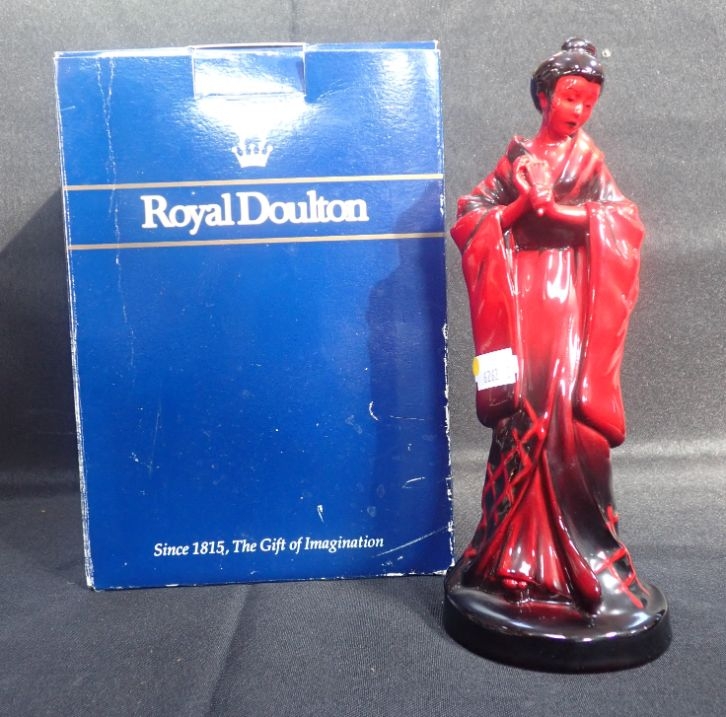 Royal Doulton
Since 1815, The Gift of Imagination